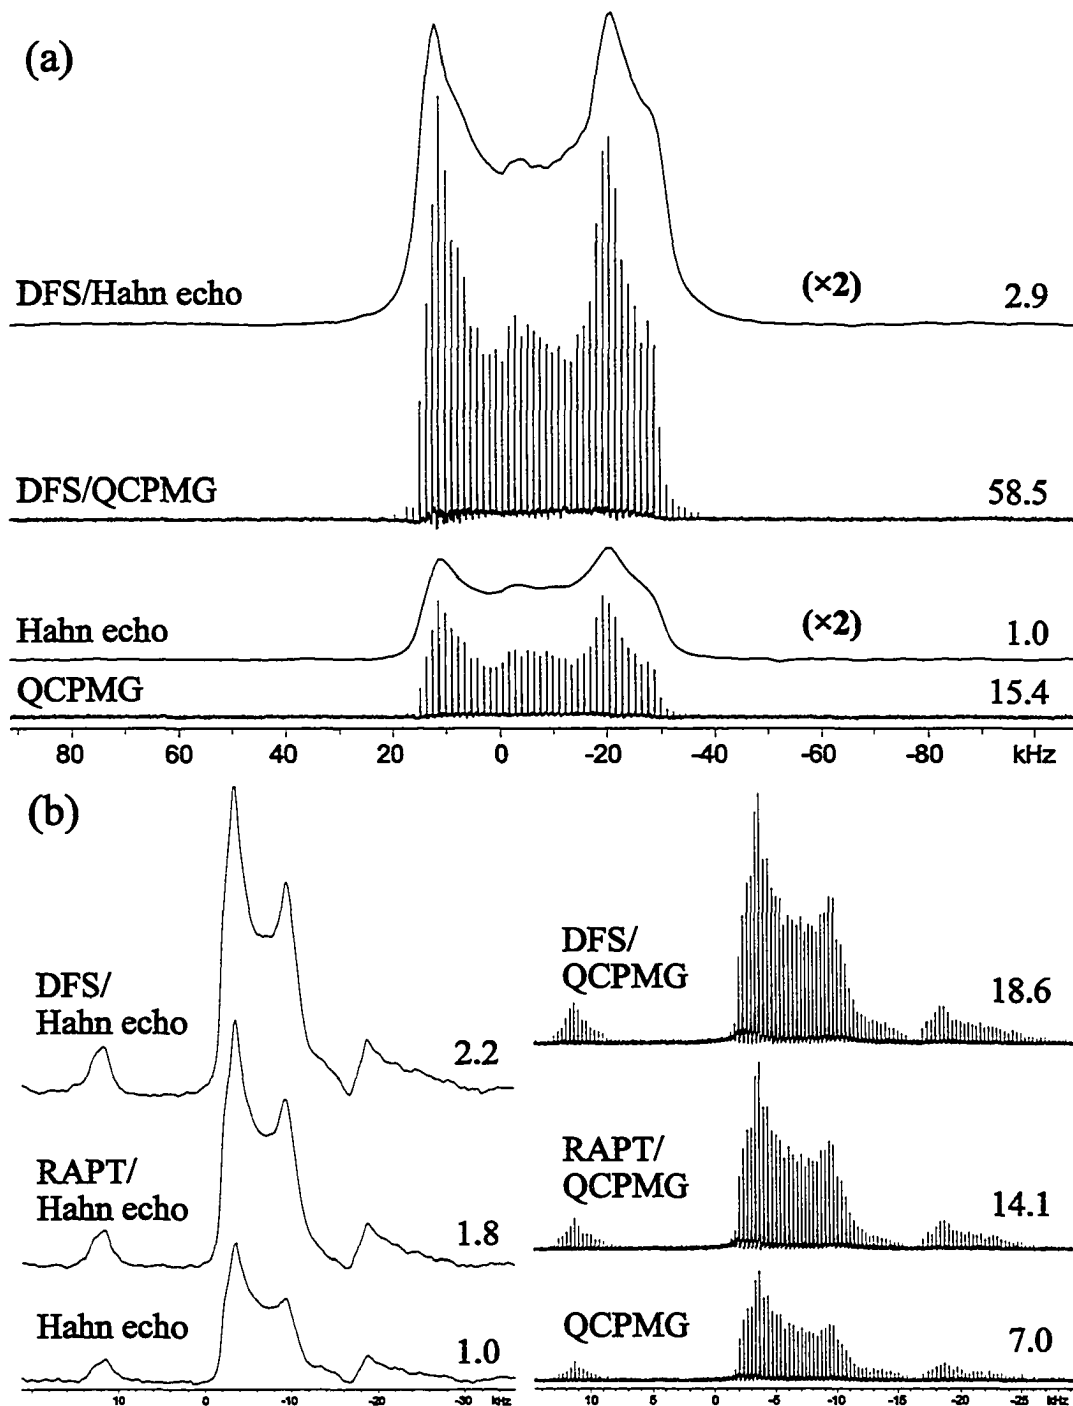 (a)
DFS/Hahn echo
(×2)
2.9
DFS/QCPMG
58.5
Hahn echo
(×2)
1.0
QCPMG
15.4
80 60 40 20 0 -20 -40 -60 -80 kHz
(b)
DFS/
Hahn echo
2.2
RAPT/
Hahn echo
1.8
Hahn echo
1.0
10 0 -10 -20 -30 kHz
DFS/
QCPMG
18.6
RAPT/
QCPMG
14.1
QCPMG
7.0
10 5 0 -5 -10 -15 -20 -25 kHz